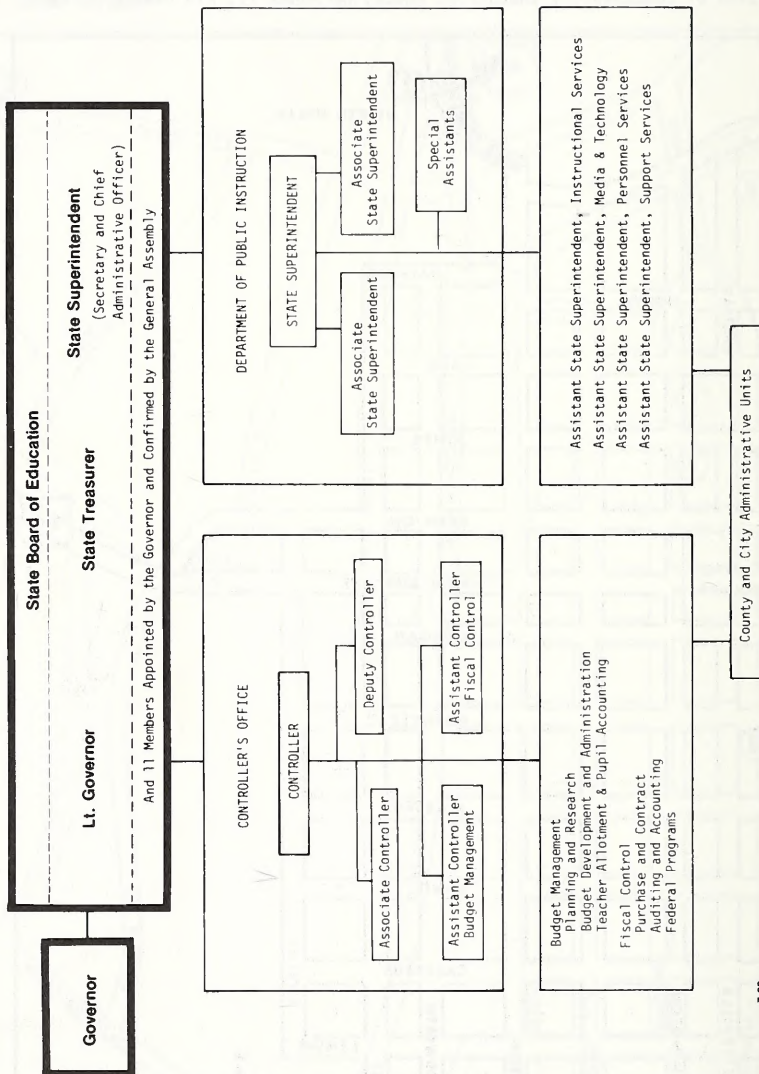 Governor
State Board of Education
Lt. Governor
State Treasurer
State Superintendent
(Secretary and Chief
Administrative Officer)
And 11 Members Appointed by the Governor and Confirmed by the General Assembly
CONTROLLER'S OFFICE
CONTROLLER
Deputy Controller
Associate Controller
Assistant Controller
Fiscal Control
Assistant Controller
Budget Management
DEPARTMENT OF PUBLIC INSTRUCTION
STATE SUPERINTENDENT
Associate
State Superintendent
Associate
State Superintendent
Special
Assistants
Budget Management
Planning and Research
Budget Development and Administration
Teacher Allotment & Pupil Accounting
Fiscal Control
Purchase and Contract
Auditing and Accounting
Federal Programs
Assistant State Superintendent, Instructional Services
Assistant State Superintendent, Media & Technology
Assistant State Superintendent, Personnel Services
Assistant State Superintendent, Support Services
County and City Administrative Units